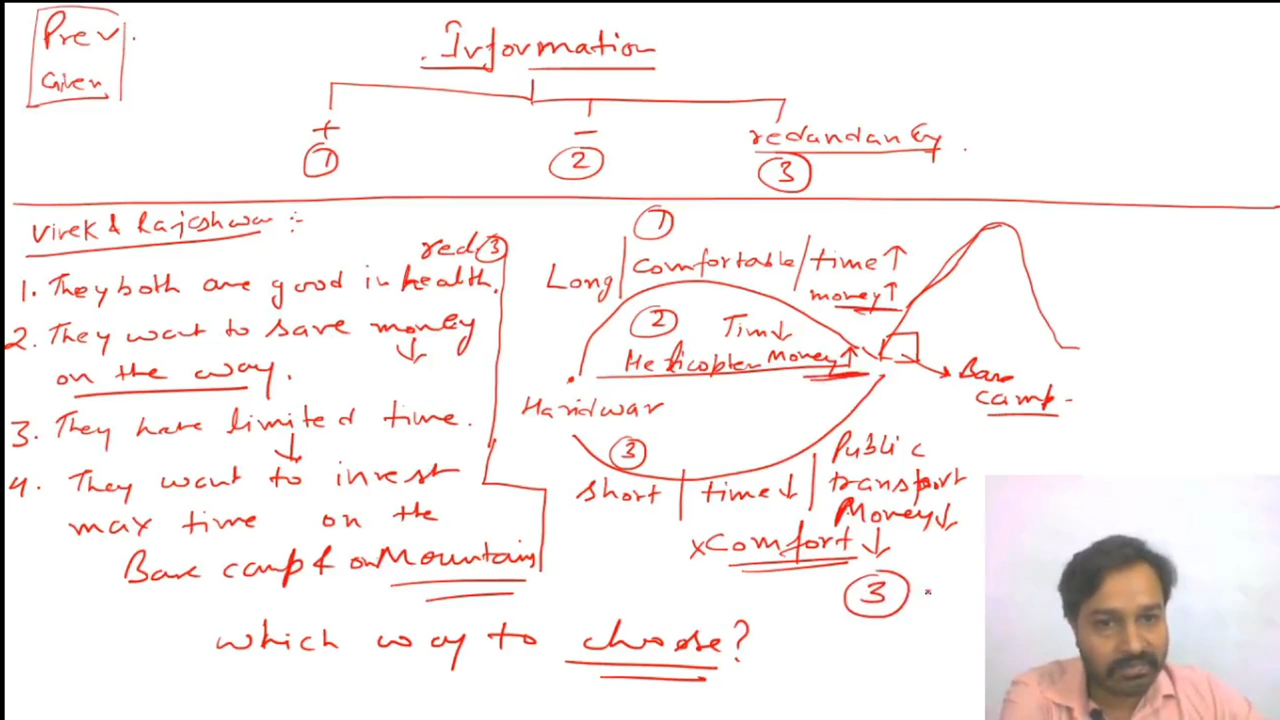 Prev.
Given
Information
+
-
redandanty
1
2
3
Vivek & Rajeshwar :-
red 3
1. They both are good in health.
2. They want to save money ↓
on the way.
3. They have limited time. ↓
4. They want to invest
max time on the
Base camp & on Mountains
which way to choose?
1
Long | Comfortable / time ↑
money ↑
2
Time ↓
Helicopter Money ↑
Haridwar
Base
camp -
3
short | time ↓ | Public
transport
Money ↓
x Comfort ↓
3